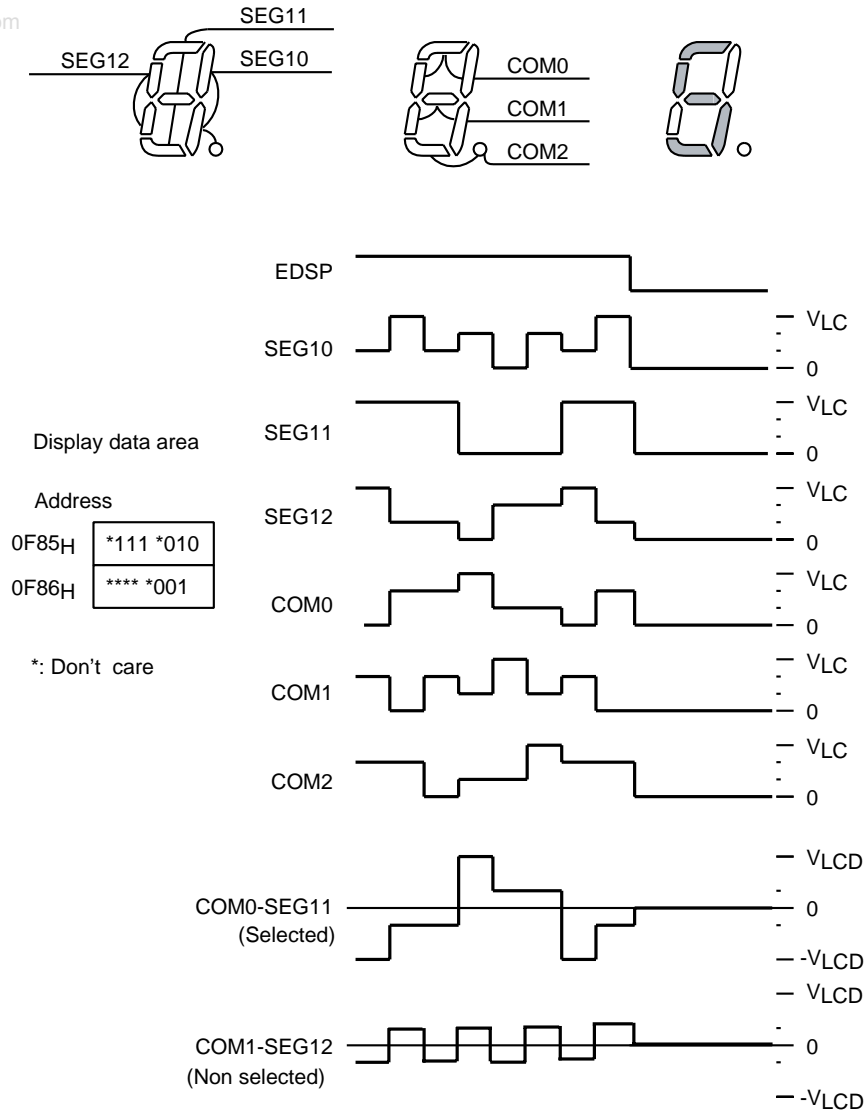 om
SEG11
SEG12
SEG10
COM0
COM1
COM2
EDSP
SEG10
VLC
0
SEG11
VLC
0
Display data area
SEG12
VLC
0
Address
0F85H *111 *010
0F86H **** *001
COM0
VLC
0
*: Don't care
COM1
VLC
0
COM2
VLC
0
COM0-SEG11
(Selected)
VLCD
0
-VLCD
COM1-SEG12
(Non selected)
VLCD
0
-VLCD